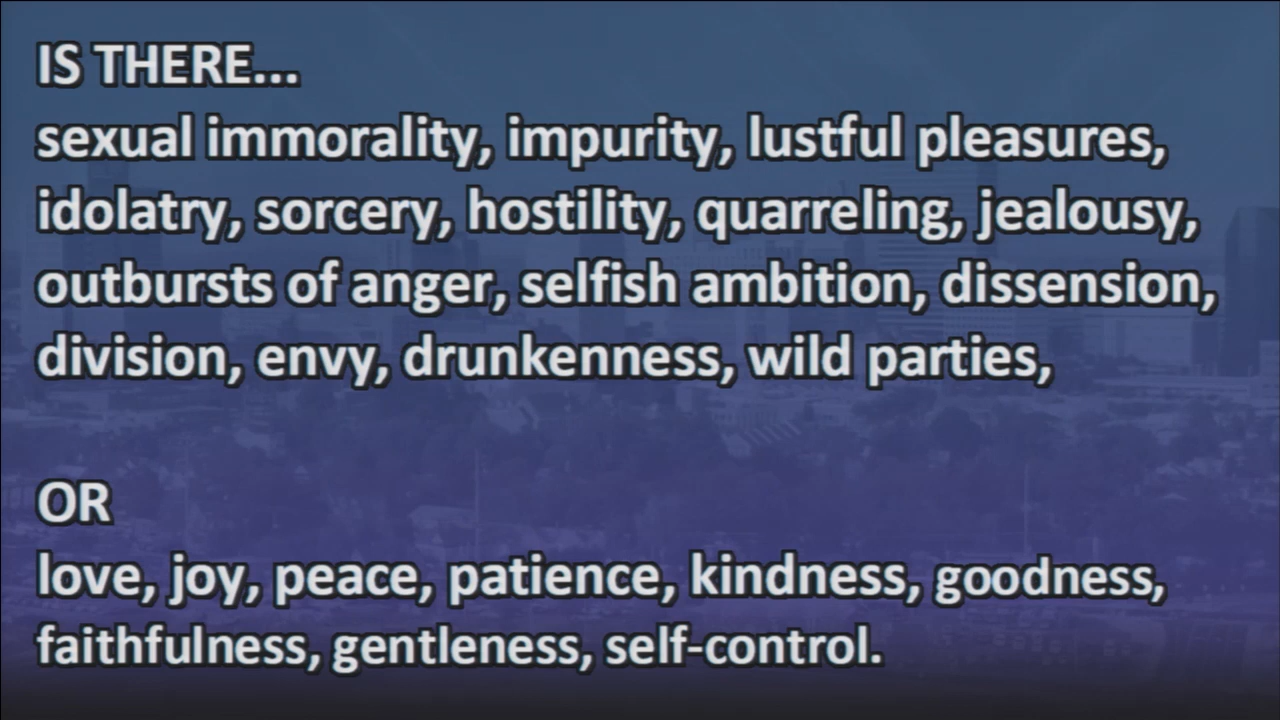 IS THERE...
sexual immorality, impurity, lustful pleasures,
idolatry, sorcery, hostility, quarreling, jealousy,
outbursts of anger, selfish ambition, dissension,
division, envy, drunkenness, wild parties,
OR
love, joy, peace, patience, kindness, goodness,
faithfulness, gentleness, self-control.